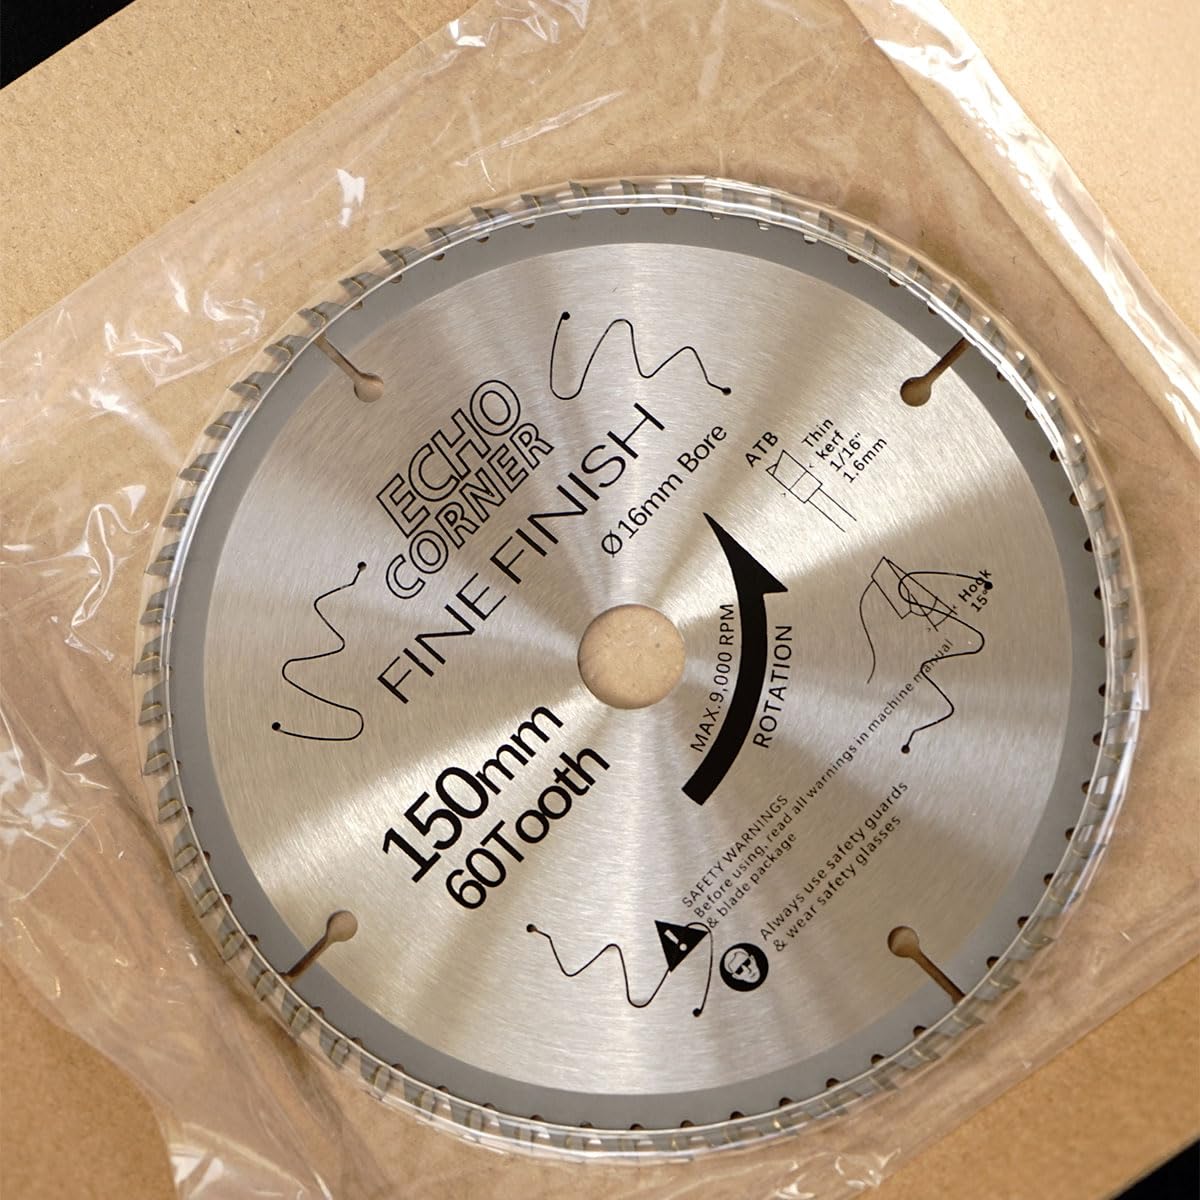 ECHO
CORNER
FINE FINISH
Ø16mm Bore
ATB
Thin
kerf
1/16"
1.6mm
Hook
15°
MAX.9,000 RPM
ROTATION
150mm
60Tooth
SAFETY WARNINGS
Before using, read all warnings in machine manual
& blade package
Always use safety guards
& wear safety glasses